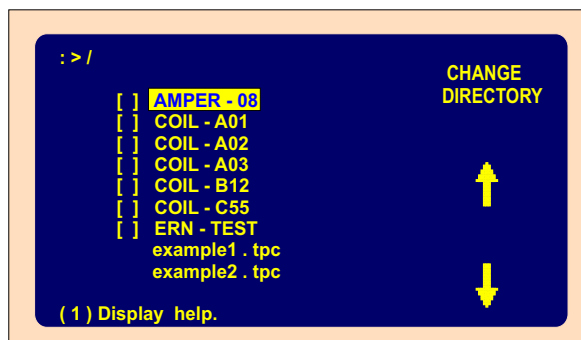 : > /
CHANGE
DIRECTORY
[ ] AMPER - 08
[ ] COIL - A01
[ ] COIL - A02
[ ] COIL - A03
[ ] COIL - B12
[ ] COIL - C55
[ ] ERN - TEST
example1 . tpc
example2 . tpc
( 1 ) Display help.